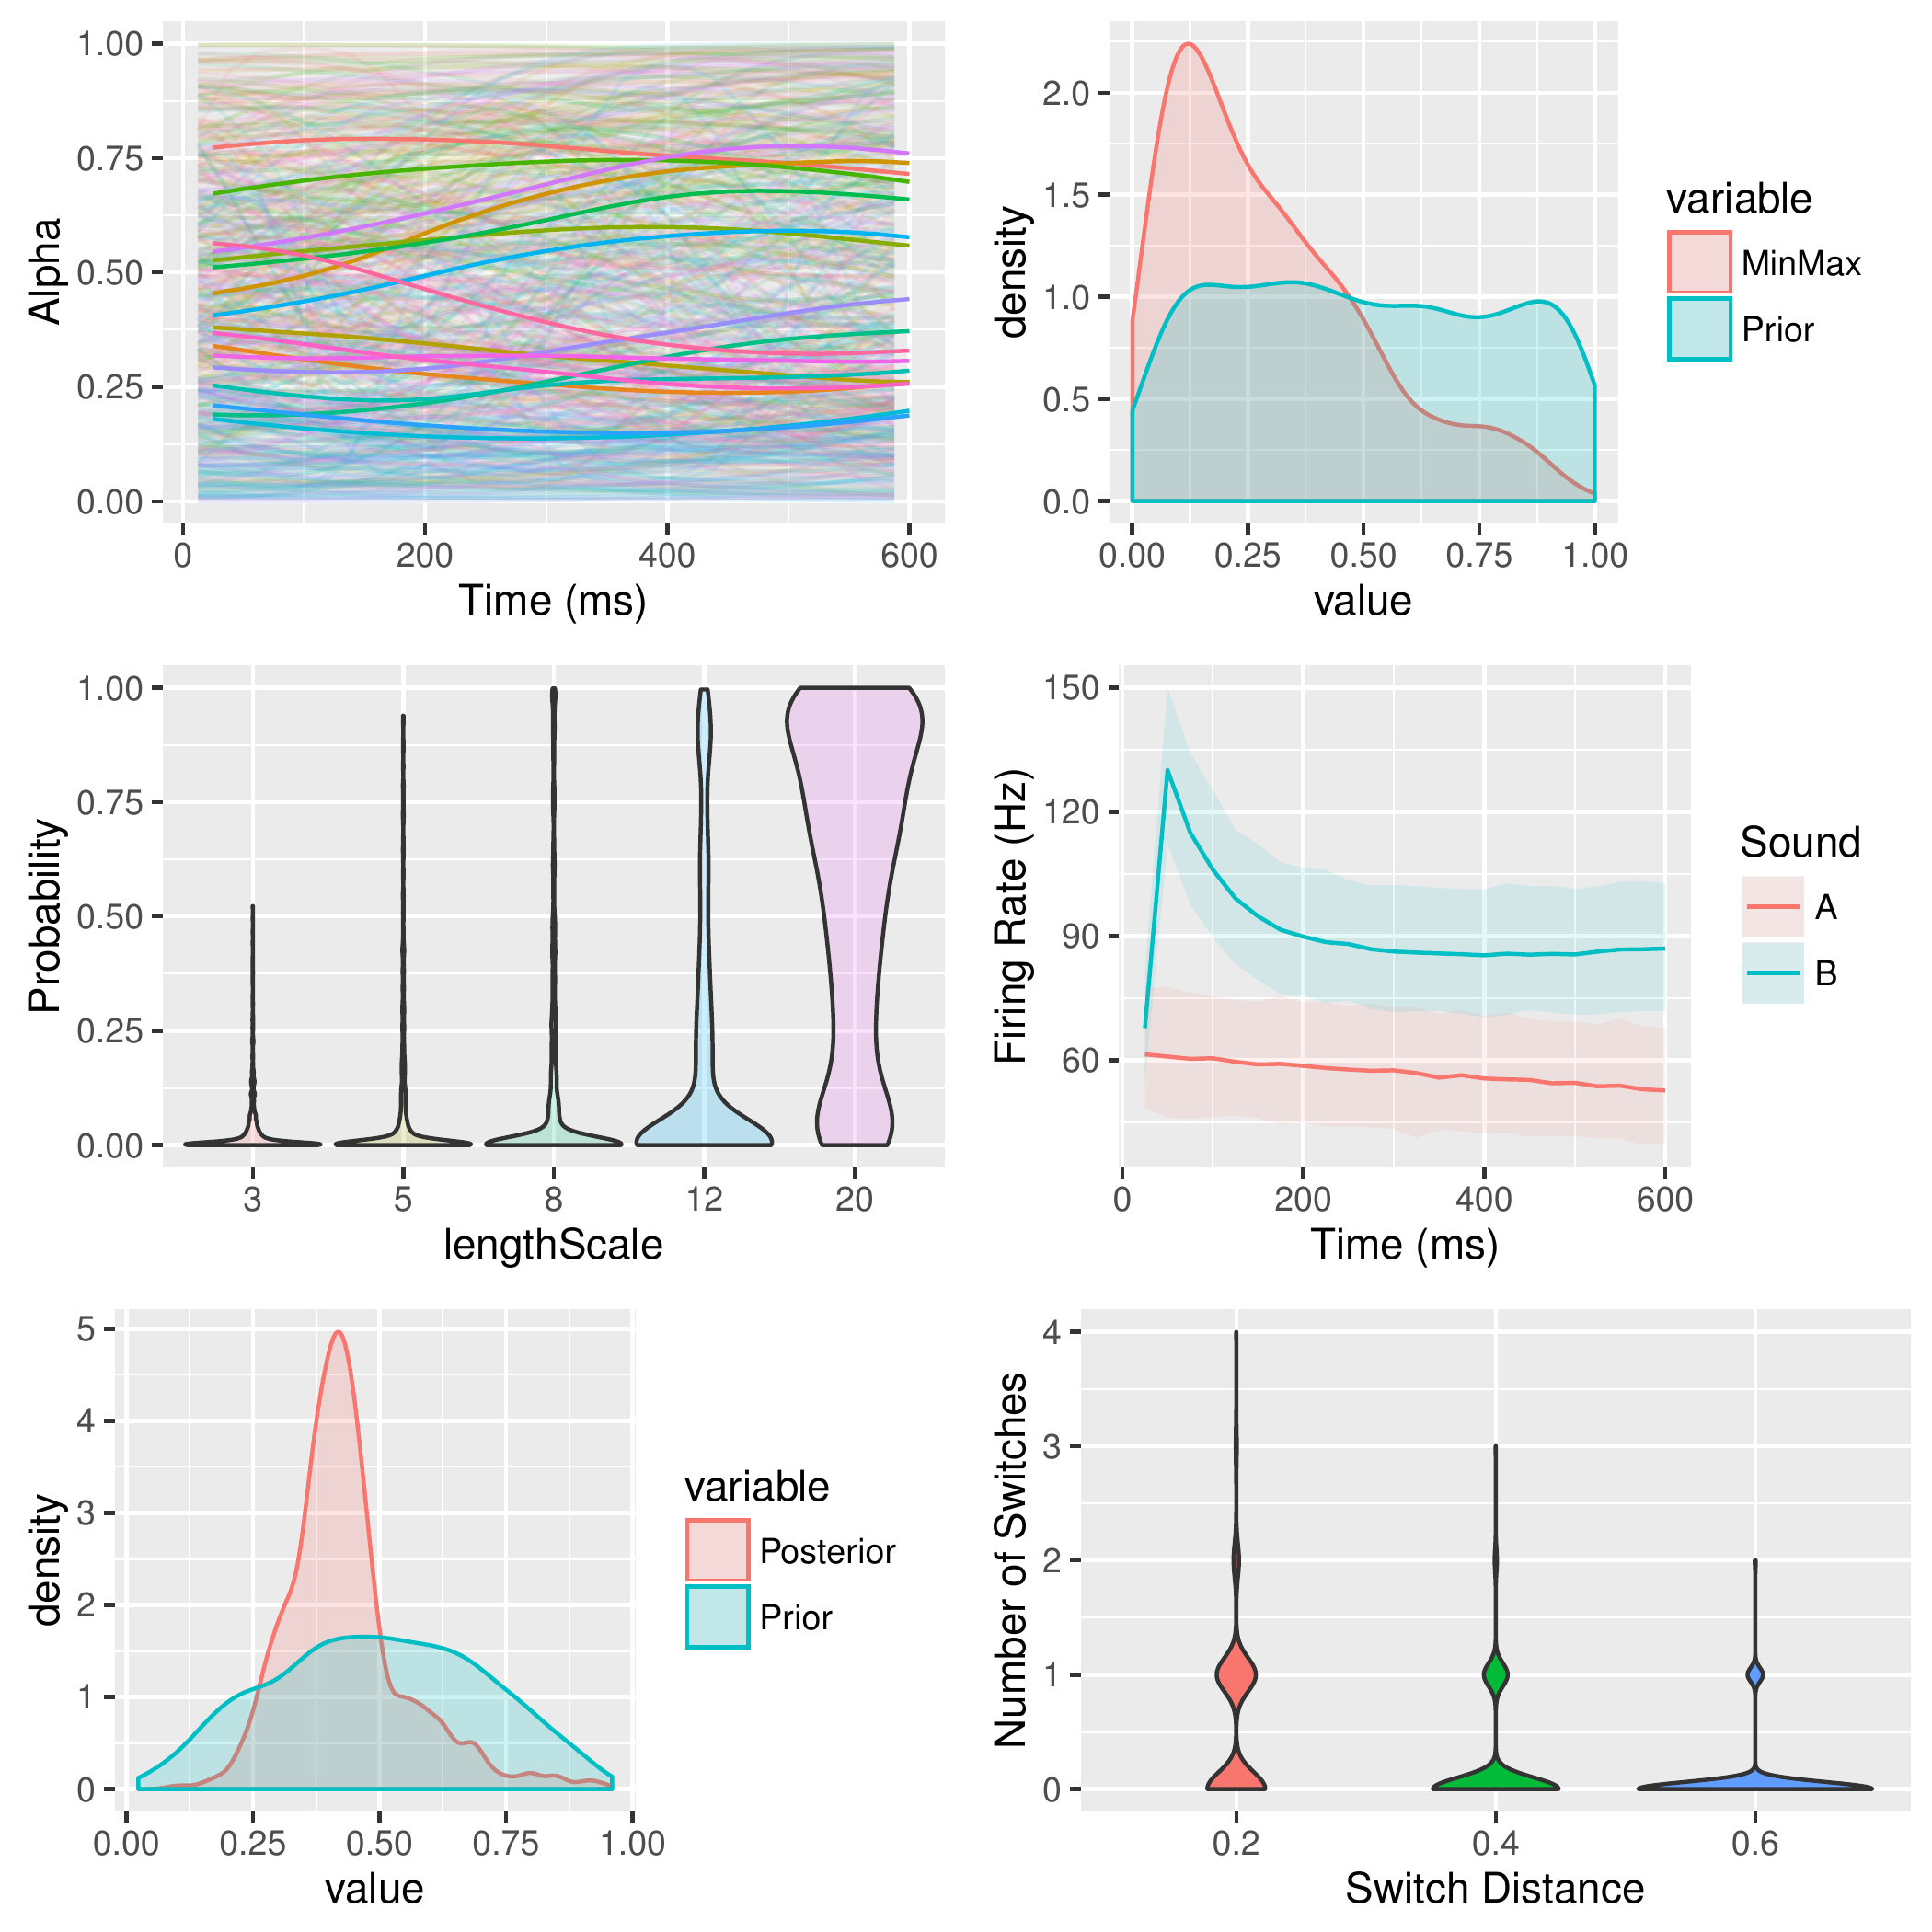 1.00
0.75
0.50
0.25
0.00
Alpha
0 200 400 600
Time (ms)
2.0
1.5
1.0
0.5
0.0
density
0.00 0.25 0.50 0.75 1.00
value
variable
MinMax
Prior
1.00
0.75
0.50
0.25
0.00
Probability
3 5 8 12 20
lengthScale
150
120
90
60
Firing Rate (Hz)
0 200 400 600
Time (ms)
Sound
A
B
5
4
3
2
1
0
density
0.00 0.25 0.50 0.75 1.00
value
variable
Posterior
Prior
4
3
2
1
0
Number of Switches
0.2 0.4 0.6
Switch Distance